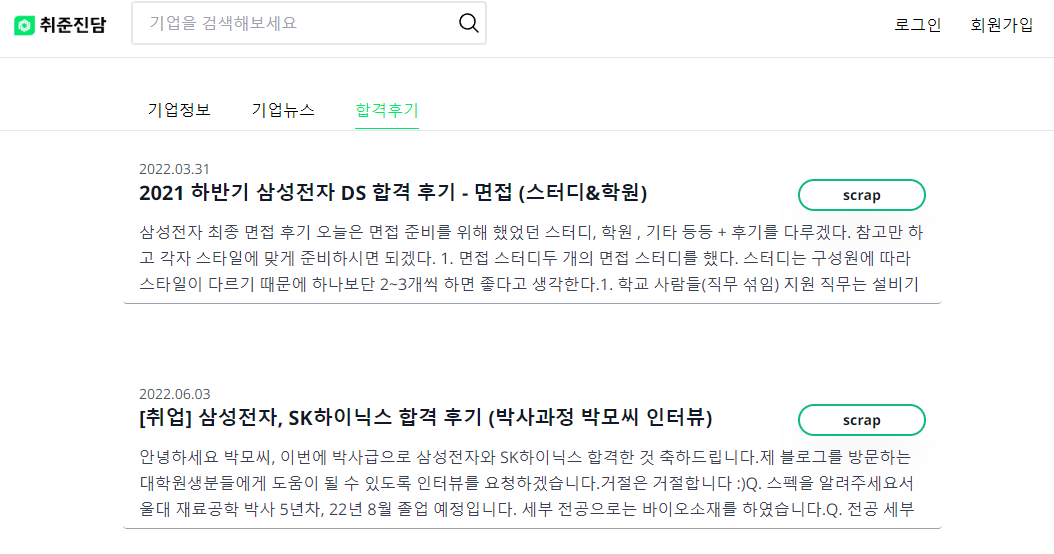 취준진담
기업을 검색해보세요
로그인
회원가입
기업정보
기업뉴스
합격후기
2022.03.31
2021 하반기 삼성전자 DS 합격 후기 - 면접 (스터디&학원)
scrap
삼성전자 최종 면접 후기 오늘은 면접 준비를 위해 했었던 스터디, 학원 , 기타 등등 + 후기를 다루겠다. 참고만 하
고 각자 스타일에 맞게 준비하시면 되겠다. 1. 면접 스터디두 개의 면접 스터디를 했다. 스터디는 구성원에 따라
스타일이 다르기 때문에 하나보단 2~3개씩 하면 좋다고 생각한다.1. 학교 사람들(직무 섞임) 지원 직무는 설비기
2022.06.03
[취업] 삼성전자, SK하이닉스 합격 후기 (박사과정 박모씨 인터뷰)
scrap
안녕하세요 박모씨, 이번에 박사급으로 삼성전자와 SK하이닉스 합격한 것 축하드립니다.제 블로그를 방문하는
대학원생분들에게 도움이 될 수 있도록 인터뷰를 요청하겠습니다.거절은 거절합니다 :)Q. 스펙을 알려주세요서
울대 재료공학 박사 5년차, 22년 8월 졸업 예정입니다. 세부 전공으로는 바이오소재를 하였습니다.Q. 전공 세부